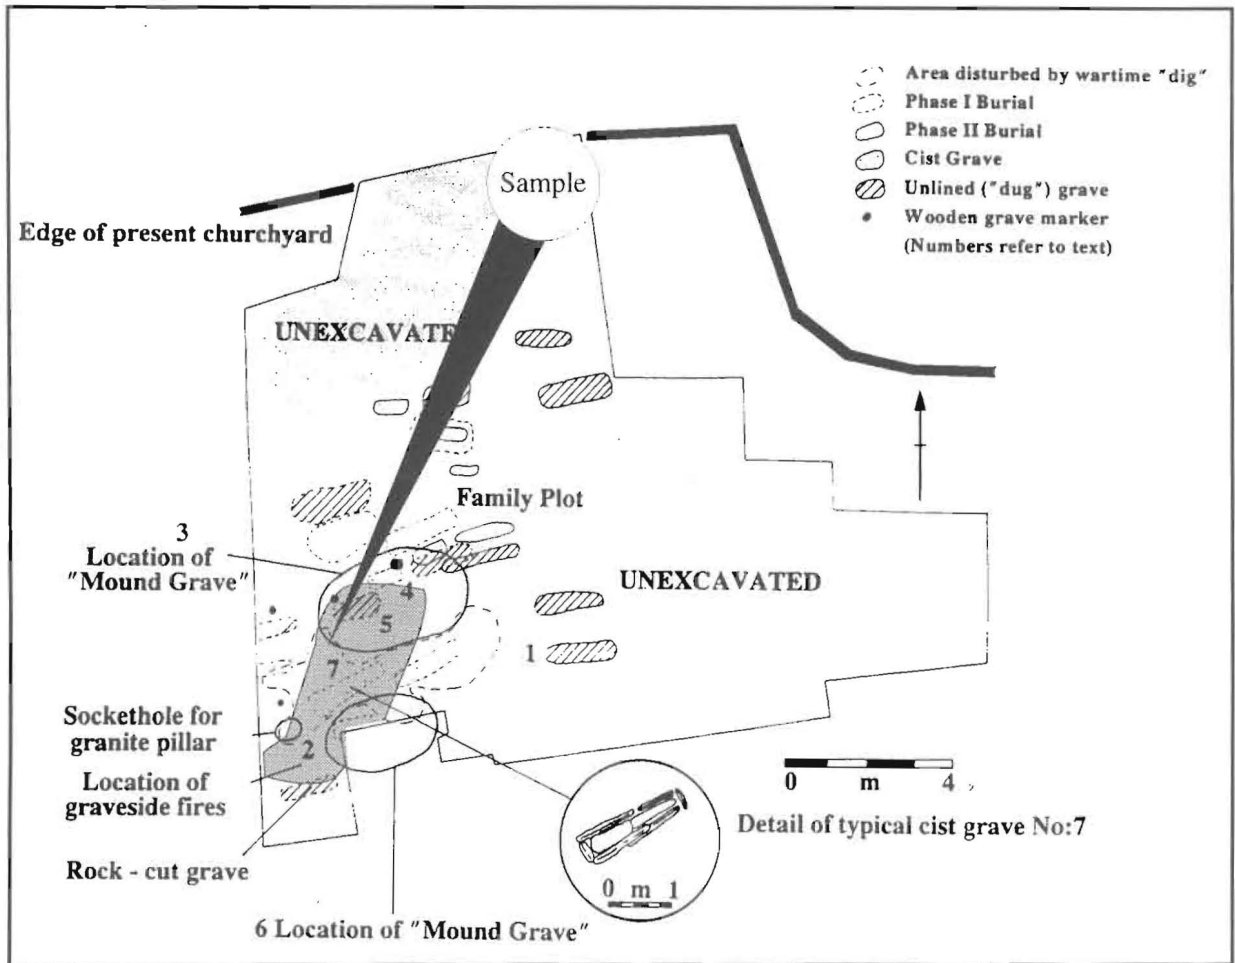 Area disturbed by wartime "dig"
Phase I Burial
Phase II Burial
Cist Grave
Unlined ("dug") grave
Wooden grave marker
(Numbers refer to text)
Sample
Edge of present churchyard
UNEXCAVATE
Family Plot
3
Location of
"Mound Grave"
UNEXCAVATED
4
5
1
7
Sockethole for
granite pillar
2
Location of
graveside fires
0 m 4
Detail of typical cist grave No:7
Rock - cut grave
0 m 1
6 Location of "Mound Grave"